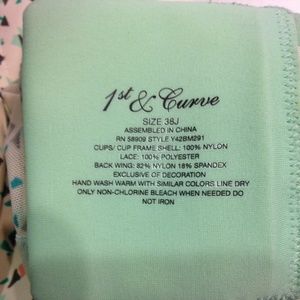 1st & Curve
SIZE 38J
ASSEMBLED IN CHINA
RN 58909 STYLE Y42BM291
CUPS/ CUP FRAME SHELL: 100% NYLON
LACE: 100% POLYESTER
BACK WING: 82% NYLON 18% SPANDEX
EXCLUSIVE OF DECORATION
HAND WASH WARM WITH SIMILAR COLORS LINE DRY
ONLY NON-CHLORINE BLEACH WHEN NEEDED DO
NOT IRON